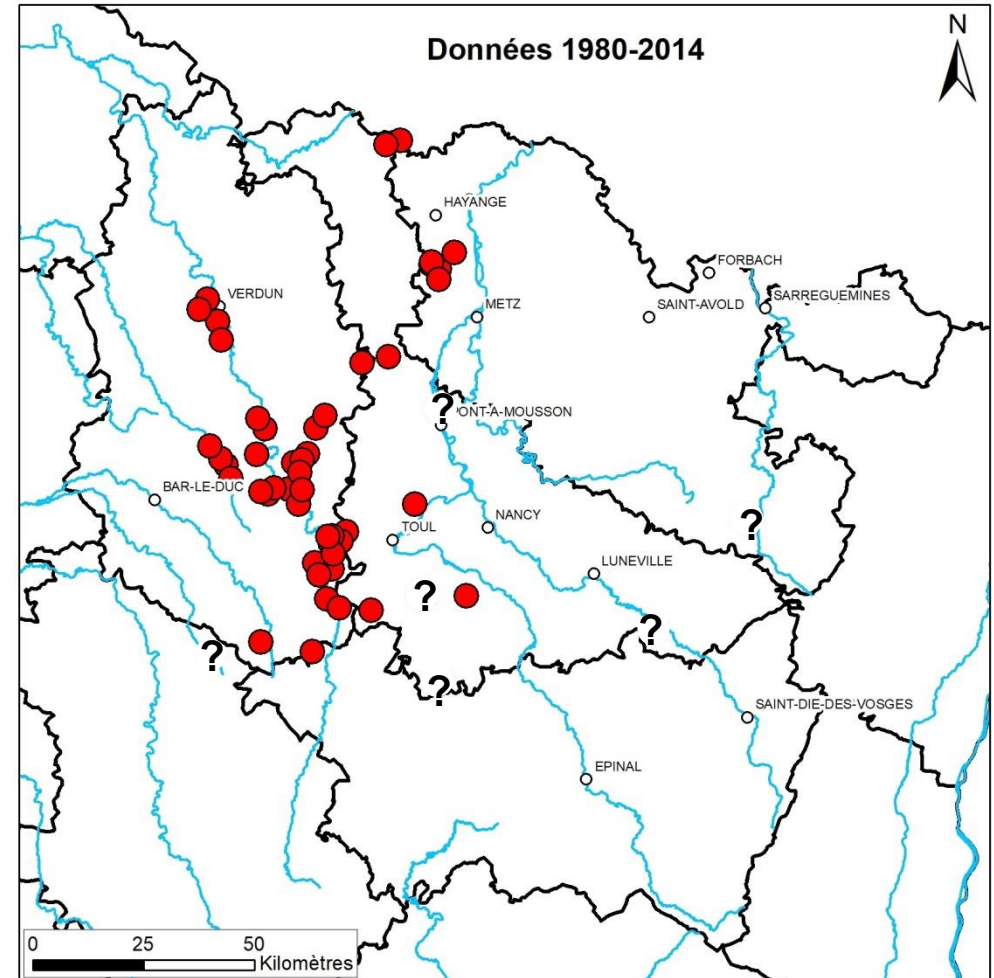 Données 1980-2014
N
HAYANGE
FORBACH
VERDUN
SARREGUEMINES
METZ
SAINT-AVOLD
?
PONT-A-MOUSSON
BAR-LE-DUC
?
TOUL
NANCY
LUNEVILLE
?
?
?
?
SAINT-DIE-DES-VOSGES
EPINAL
0 25 50
Kilomètres